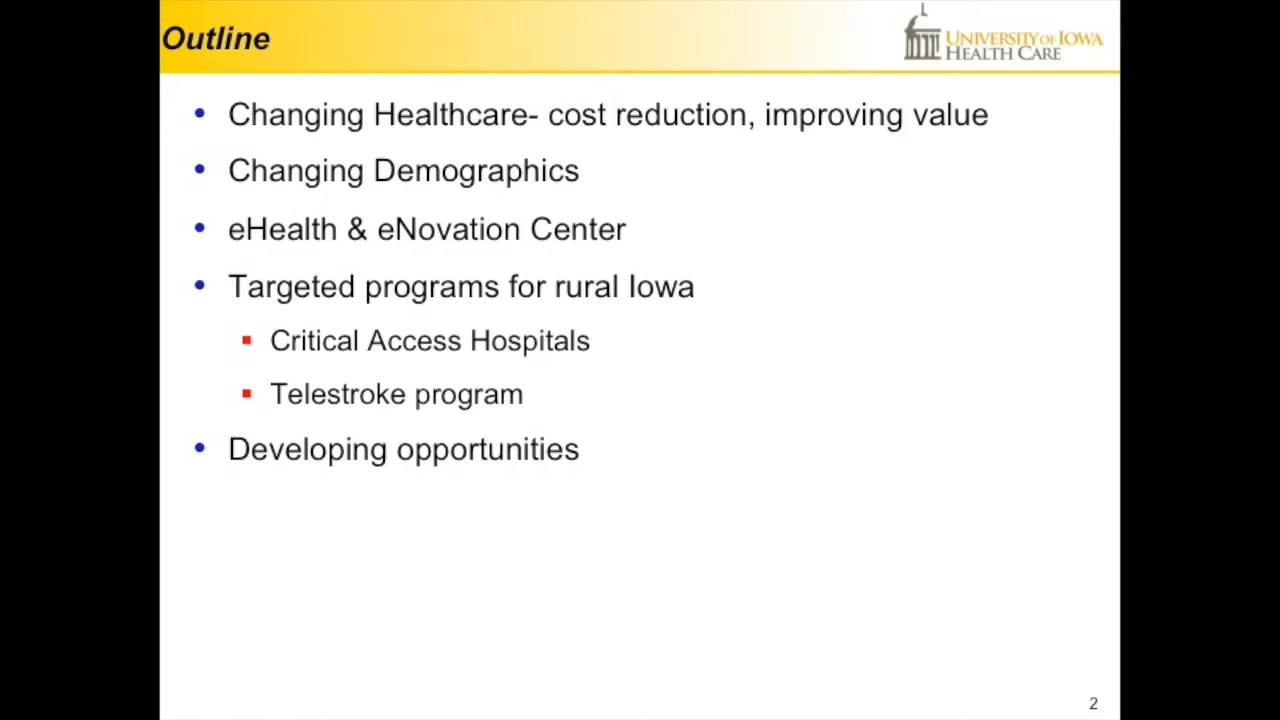 Outline
UNIVERSITY OF IOWA
HEALTH CARE
Changing Healthcare- cost reduction, improving value
Changing Demographics
eHealth & eNovation Center
Targeted programs for rural Iowa
Critical Access Hospitals
Telestroke program
Developing opportunities
2